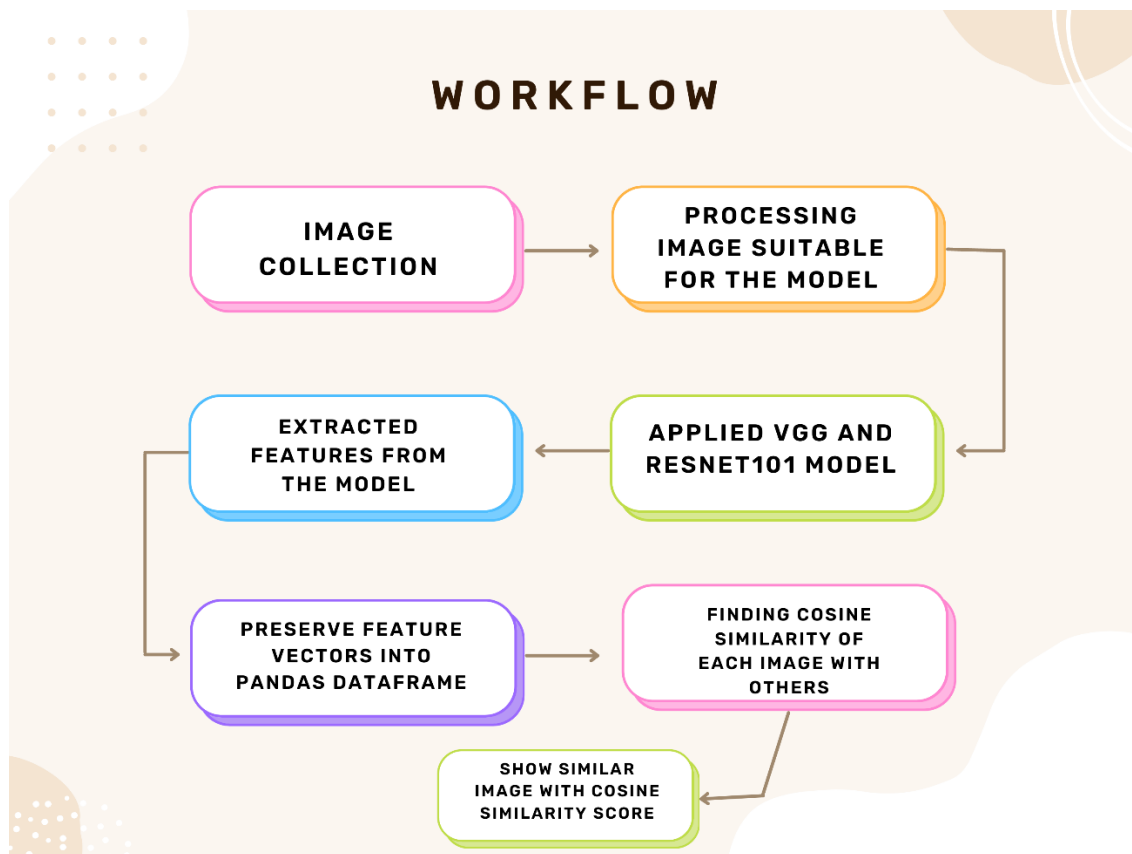 WORKFLOW
IMAGE
COLLECTION
PROCESSING
IMAGE SUITABLE
FOR THE MODEL
APPLIED VGG AND
RESNET101 MODEL
EXTRACTED
FEATURES FROM
THE MODEL
PRESERVE FEATURE
VECTORS INTO
PANDAS DATAFRAME
FINDING COSINE
SIMILARITY OF
EACH IMAGE WITH
OTHERS
SHOW SIMILAR
IMAGE WITH COSINE
SIMILARITY SCORE